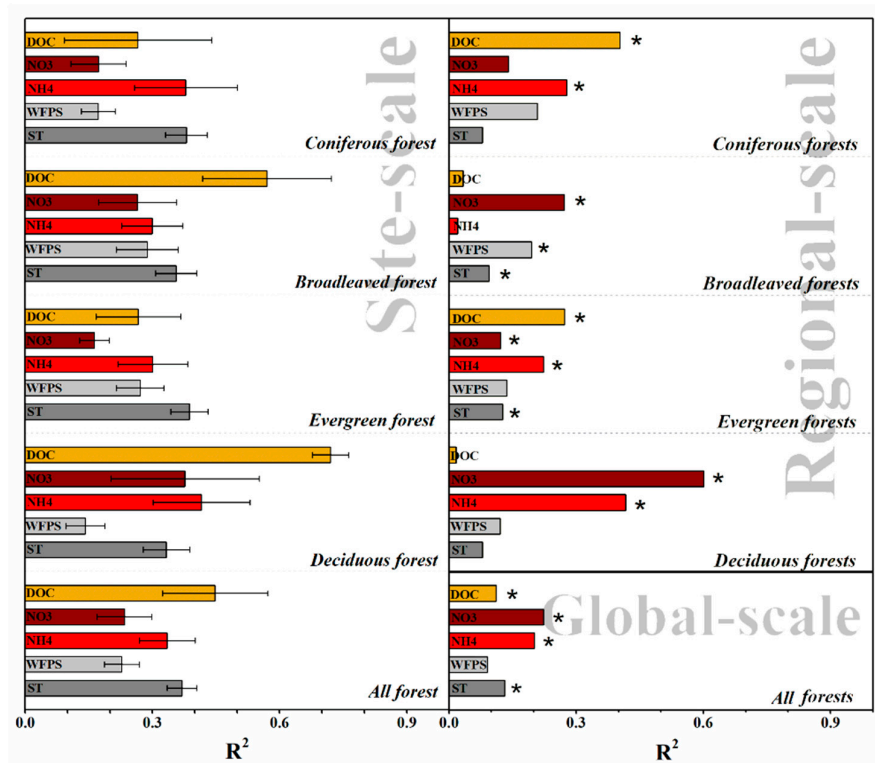 Site-scale
DOC
NO3
NH4
WFPS
ST
Coniferous forest
DOC
NO3
NH4
WFPS
ST
Broadleaved forest
DOC
NO3
NH4
WFPS
ST
Evergreen forest
DOC
NO3
NH4
WFPS
ST
Deciduous forest
DOC
NO3
NH4
WFPS
ST
All forest
0.0 0.3 0.6 0.9
R²
Regional-scale
DOC *
NO3
NH4 *
WFPS
ST
Coniferous forests
DOC
NO3 *
NH4
WFPS *
ST *
Broadleaved forests
DOC *
NO3 *
NH4 *
WFPS
ST *
Evergreen forests
DOC
NO3 *
NH4 *
WFPS
ST
Deciduous forests
Global-scale
DOC *
NO3 *
NH4 *
WFPS
ST *
All forests
0.0 0.3 0.6 0.9
R²